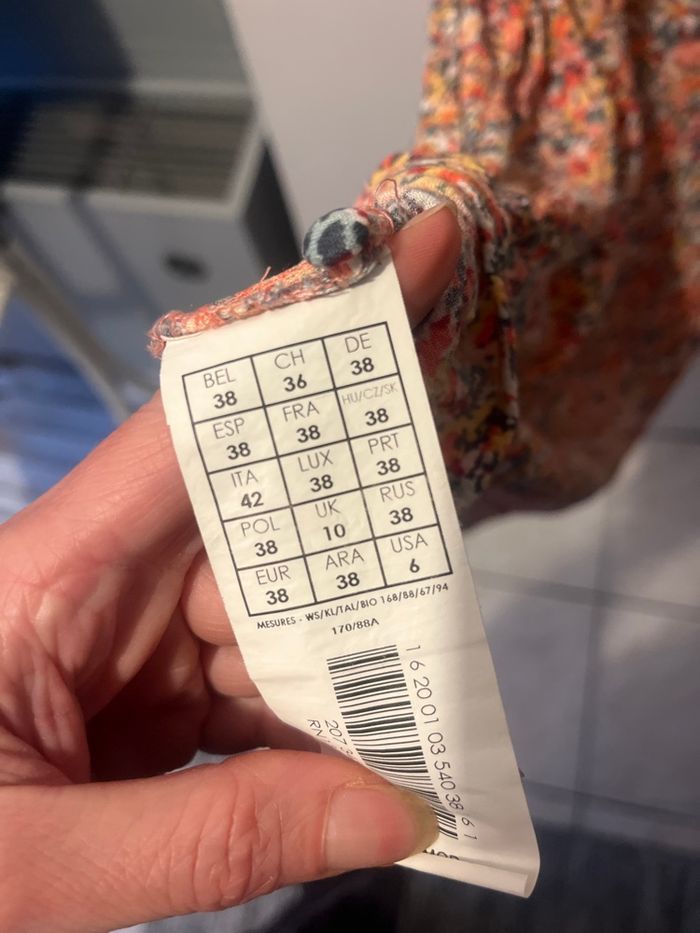 BEL CH DE
38 36 38
ESP FRA HU/CZ/SK
38 38 38
ITA LUX PRT
42 38 38
POL UK RUS
38 10 38
EUR ARA USA
38 38 6
MESURES - WS/KL/TAL/BIO 168/88/67/94
170/88A
1 6 20 01 03 540 38 6 1
207
RN